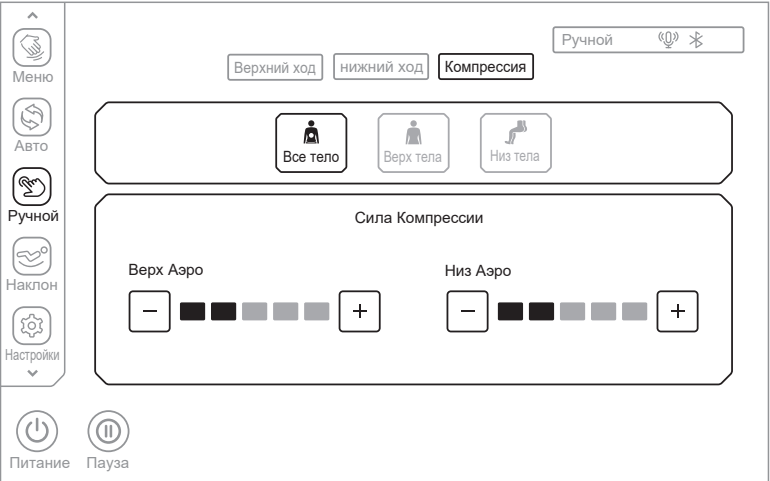 Ручной
Верхний ход
нижний ход
Компрессия
Меню
Авто
Ручной
Наклон
Настройки
Все тело
Верх тела
Низ тела
Сила Компрессии
Верх Аэро
Низ Аэро
Питание
Пауза